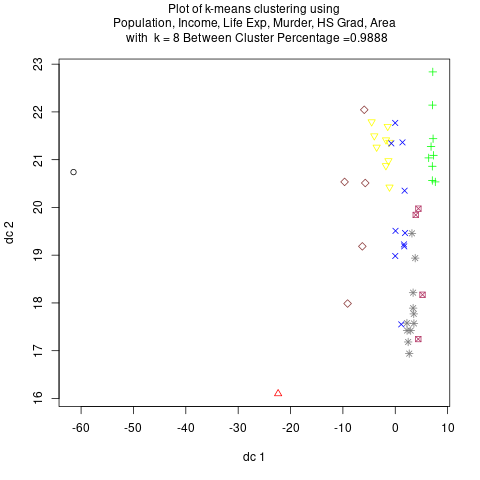 Plot of k-means clustering using
Population, Income, Life Exp, Murder, HS Grad, Area
with k = 8 Between Cluster Percentage =0.9888
23
22
21
20
19
18
17
16
dc 2
-60 -50 -40 -30 -20 -10 0 10
dc 1